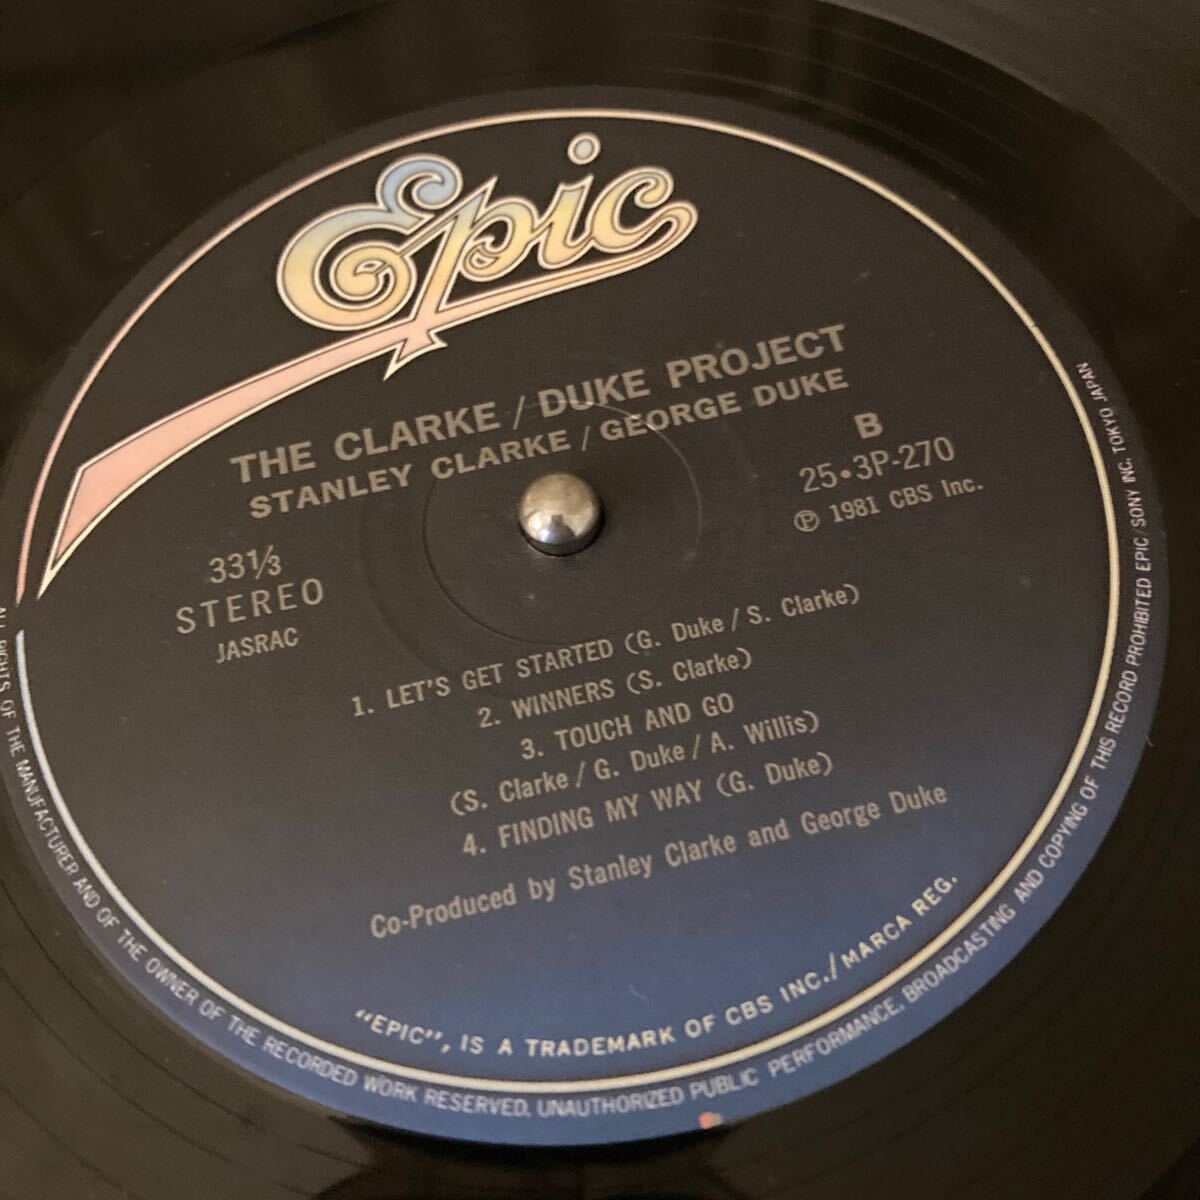 Epic
THE CLARKE / DUKE PROJECT
STANLEY CLARKE / GEORGE DUKE
B
25・3P-270
Ⓟ 1981 CBS Inc.
33⅓
STEREO
JASRAC
1. LET'S GET STARTED (G. Duke / S. Clarke)
2. WINNERS (S. Clarke)
3. TOUCH AND GO
(S. Clarke / G. Duke / A. Willis)
4. FINDING MY WAY (G. Duke)
Co-Produced by Stanley Clarke and George Duke
"EPIC", IS A TRADEMARK OF CBS INC./MARCA REG.
ALL RIGHTS OF THE MANUFACTURER AND OF THE OWNER OF THE RECORDED WORK RESERVED. UNAUTHORIZED PUBLIC PERFORMANCE, BROADCASTING AND COPYING OF THIS RECORD PROHIBITED EPIC/SONY INC. TOKYO JAPAN